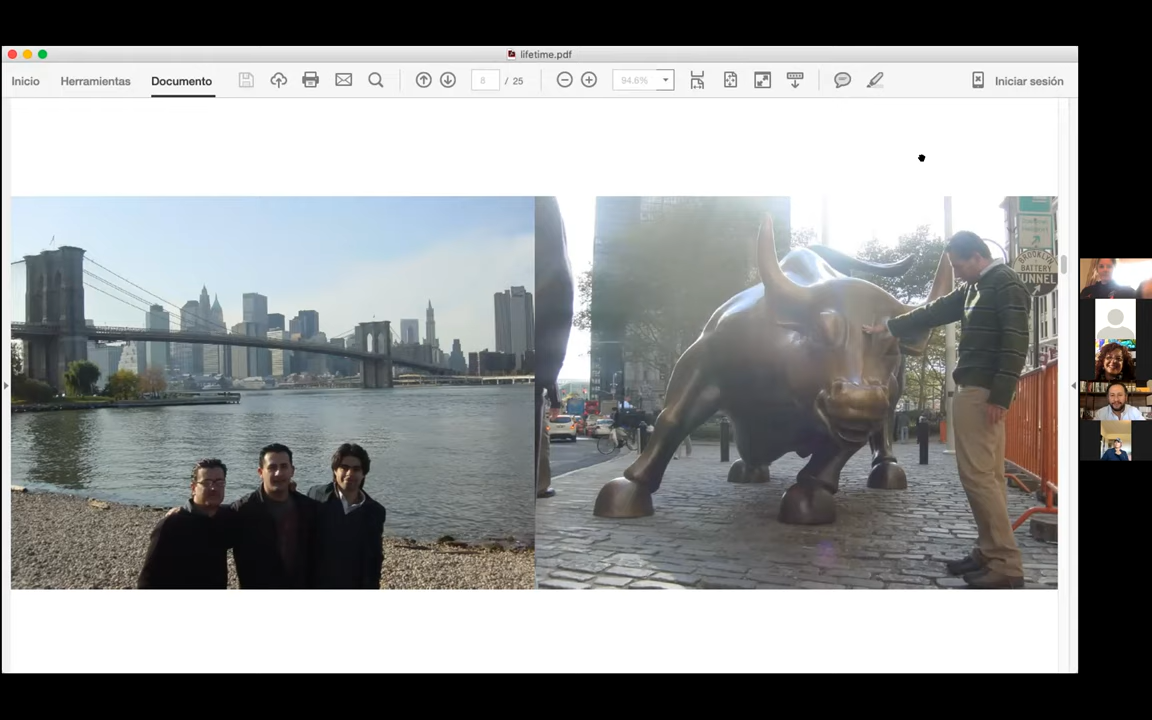 lifetime.pdf
Inicio Herramientas Documento 8 / 25 94.6% Iniciar sesión
BROOKLYN
BATTERY
TUNNEL